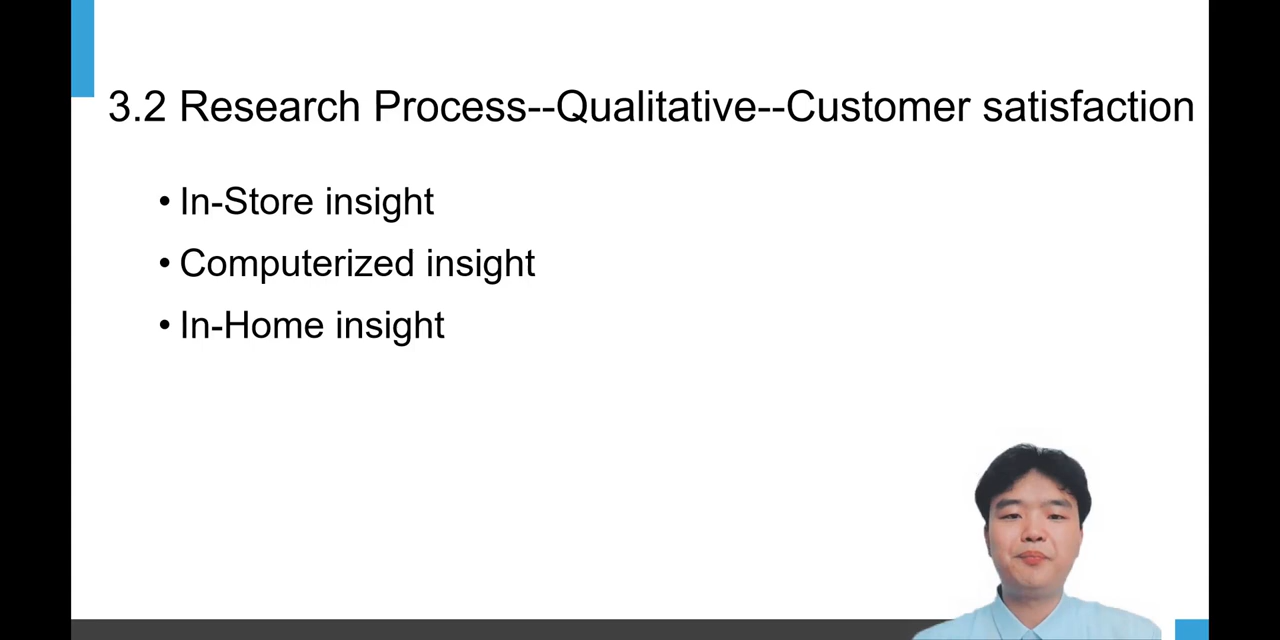 3.2 Research Process--Qualitative--Customer satisfaction
• In-Store insight
• Computerized insight
• In-Home insight